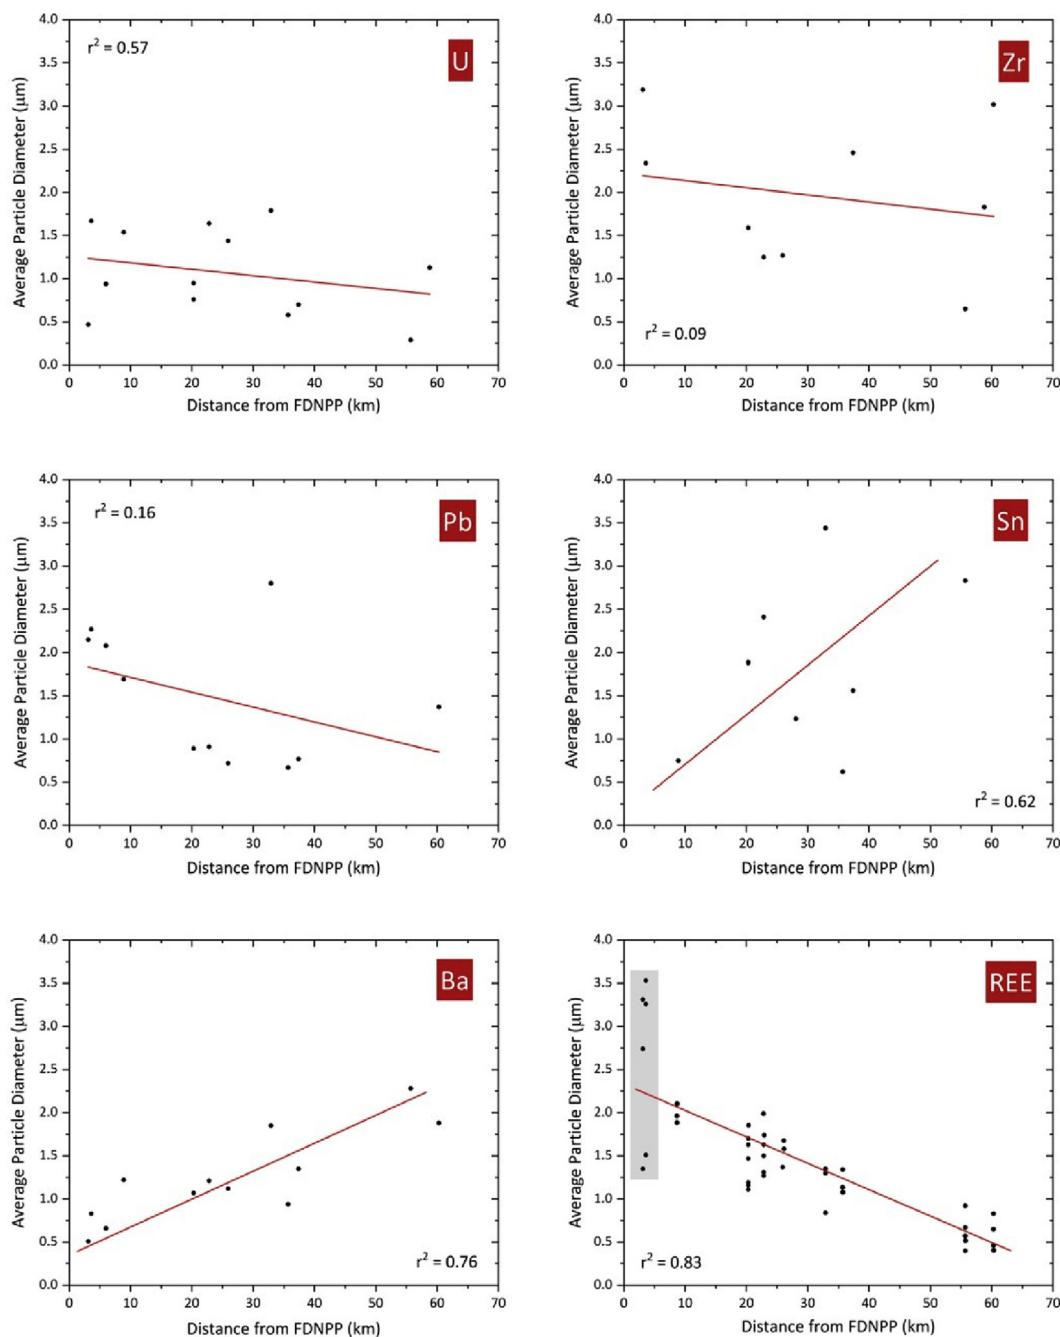 r² = 0.57
U
Average Particle Diameter (μm)
4.0
3.5
3.0
2.5
2.0
1.5
1.0
0.5
0.0
0 10 20 30 40 50 60 70
Distance from FDNPP (km)
Zr
Average Particle Diameter (μm)
4.0
3.5
3.0
2.5
2.0
1.5
1.0
0.5
0.0
r² = 0.09
0 10 20 30 40 50 60 70
Distance from FDNPP (km)
r² = 0.16
Pb
Average Particle Diameter (μm)
4.0
3.5
3.0
2.5
2.0
1.5
1.0
0.5
0.0
0 10 20 30 40 50 60 70
Distance from FDNPP (km)
Sn
Average Particle Diameter (μm)
4.0
3.5
3.0
2.5
2.0
1.5
1.0
0.5
0.0
r² = 0.62
0 10 20 30 40 50 60 70
Distance from FDNPP (km)
Ba
Average Particle Diameter (μm)
4.0
3.5
3.0
2.5
2.0
1.5
1.0
0.5
0.0
r² = 0.76
0 10 20 30 40 50 60 70
Distance from FDNPP (km)
REE
Average Particle Diameter (μm)
4.0
3.5
3.0
2.5
2.0
1.5
1.0
0.5
0.0
r² = 0.83
0 10 20 30 40 50 60 70
Distance from FDNPP (km)